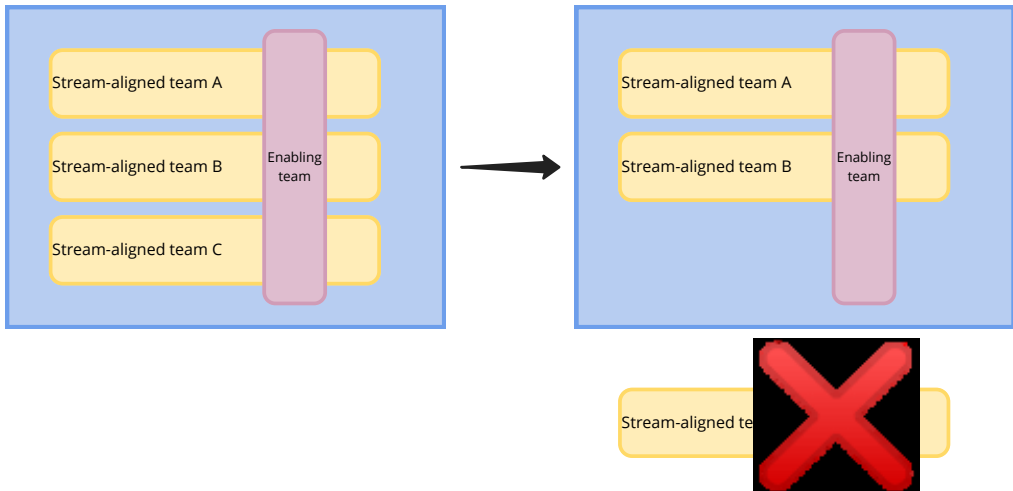 Stream-aligned team A
Stream-aligned team B
Stream-aligned team C
Enabling
team
Stream-aligned team A
Stream-aligned team B
Enabling
team
Stream-aligned te